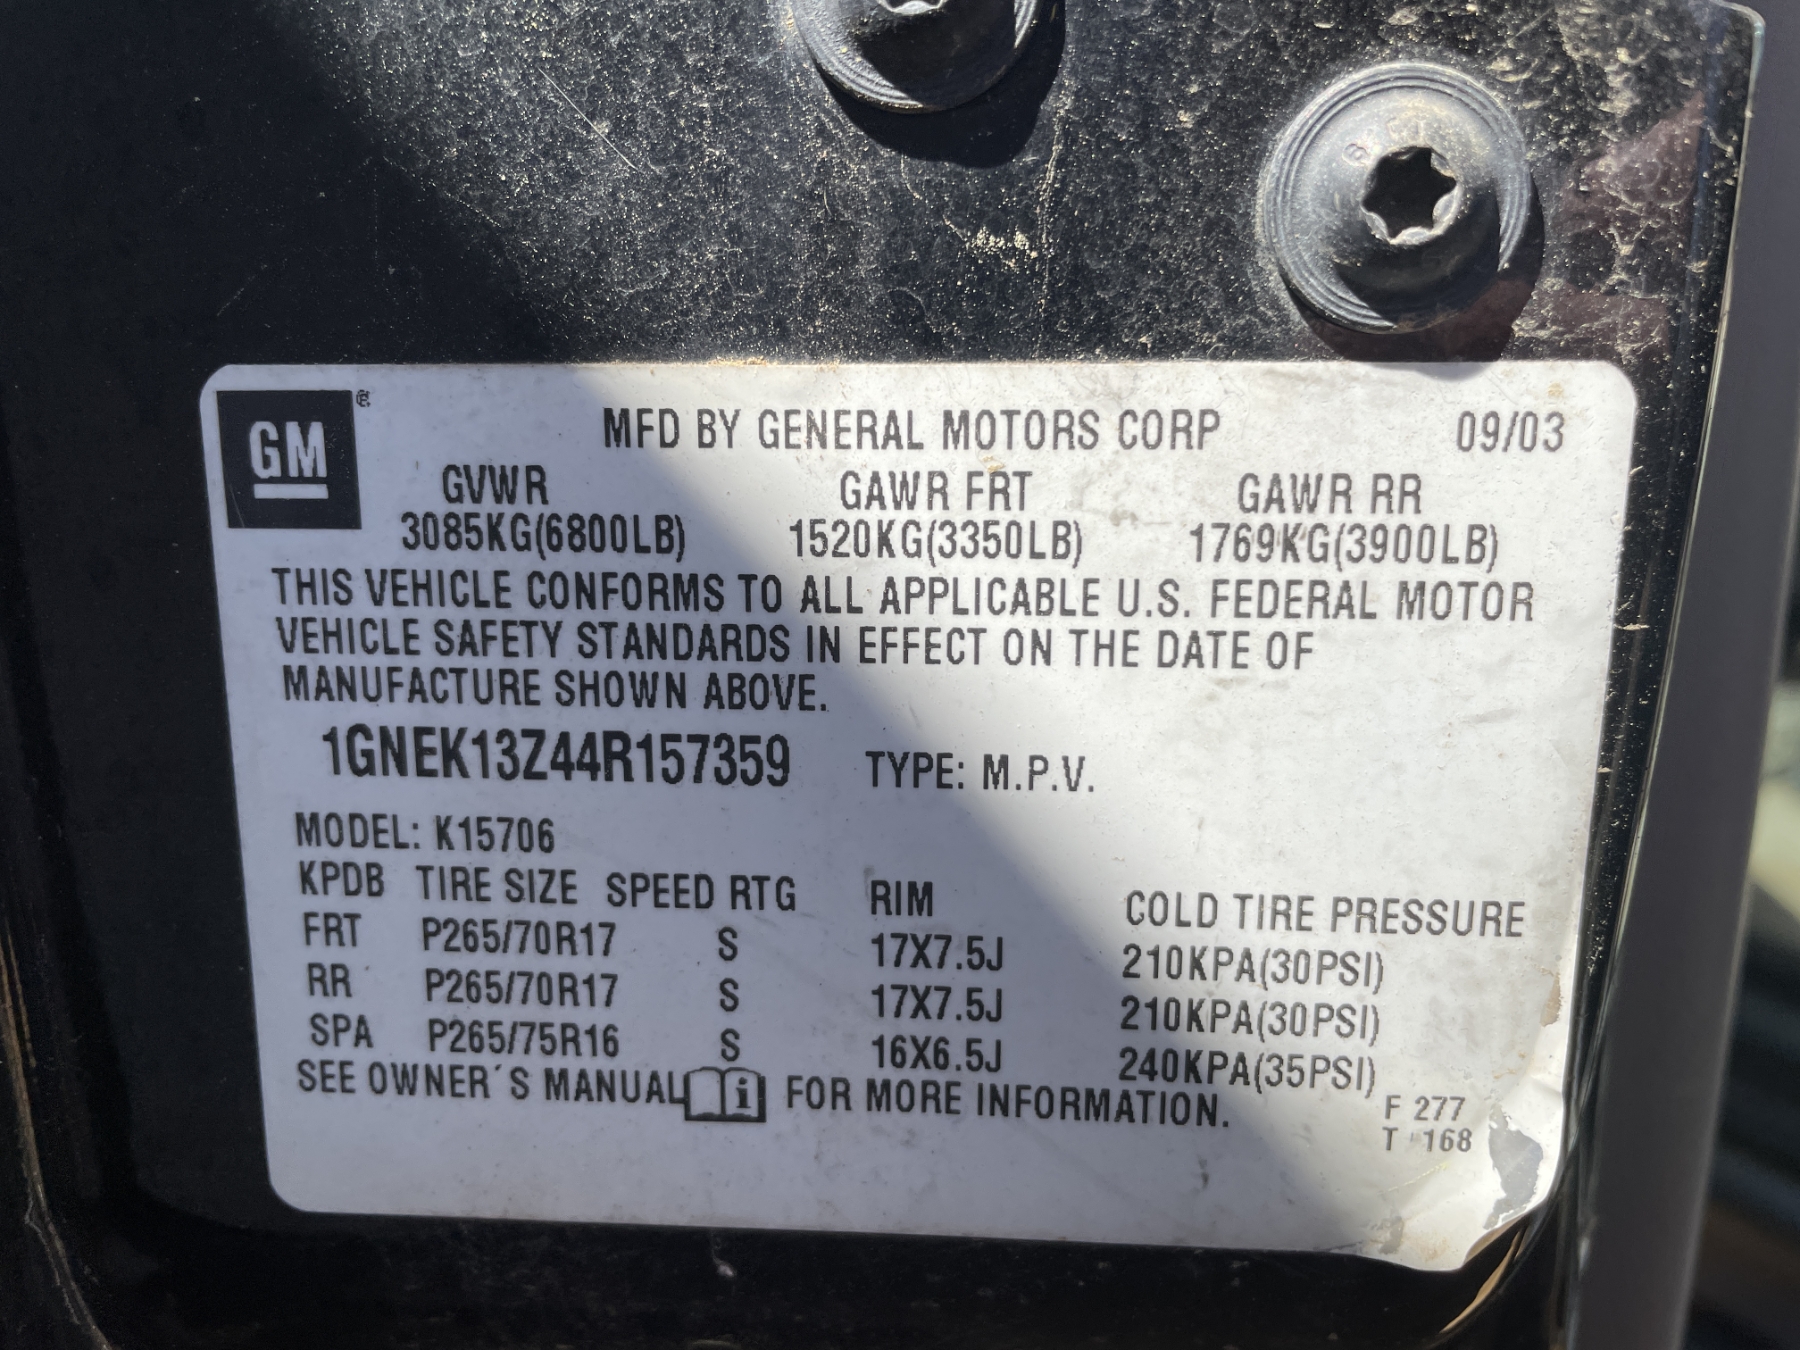 GM ®
MFD BY GENERAL MOTORS CORP 09/03
GVWR GAWR FRT GAWR RR
3085KG(6800LB) 1520KG(3350LB) 1769KG(3900LB)
THIS VEHICLE CONFORMS TO ALL APPLICABLE U.S. FEDERAL MOTOR
VEHICLE SAFETY STANDARDS IN EFFECT ON THE DATE OF
MANUFACTURE SHOWN ABOVE.
1GNEK13Z44R157359 TYPE: M.P.V.
MODEL: K15706
KPDB TIRE SIZE SPEED RTG RIM COLD TIRE PRESSURE
FRT P265/70R17 S 17X7.5J 210KPA(30PSI)
RR P265/70R17 S 17X7.5J 210KPA(30PSI)
SPA P265/75R16 S 16X6.5J 240KPA(35PSI)
SEE OWNER´S MANUAL i FOR MORE INFORMATION.
F 277
T 168